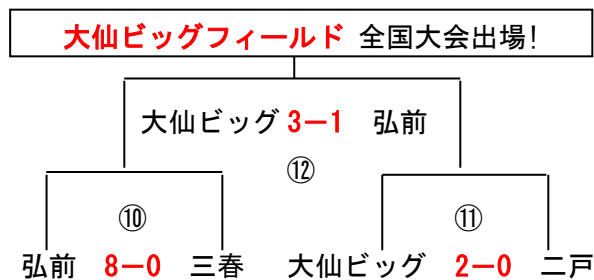 大仙ビッグフィールド 全国大会出場!
大仙ビッグ 3－1 弘前
⑫
⑩ ⑪
弘前 8－0 三春 大仙ビッグ 2－0 二戸